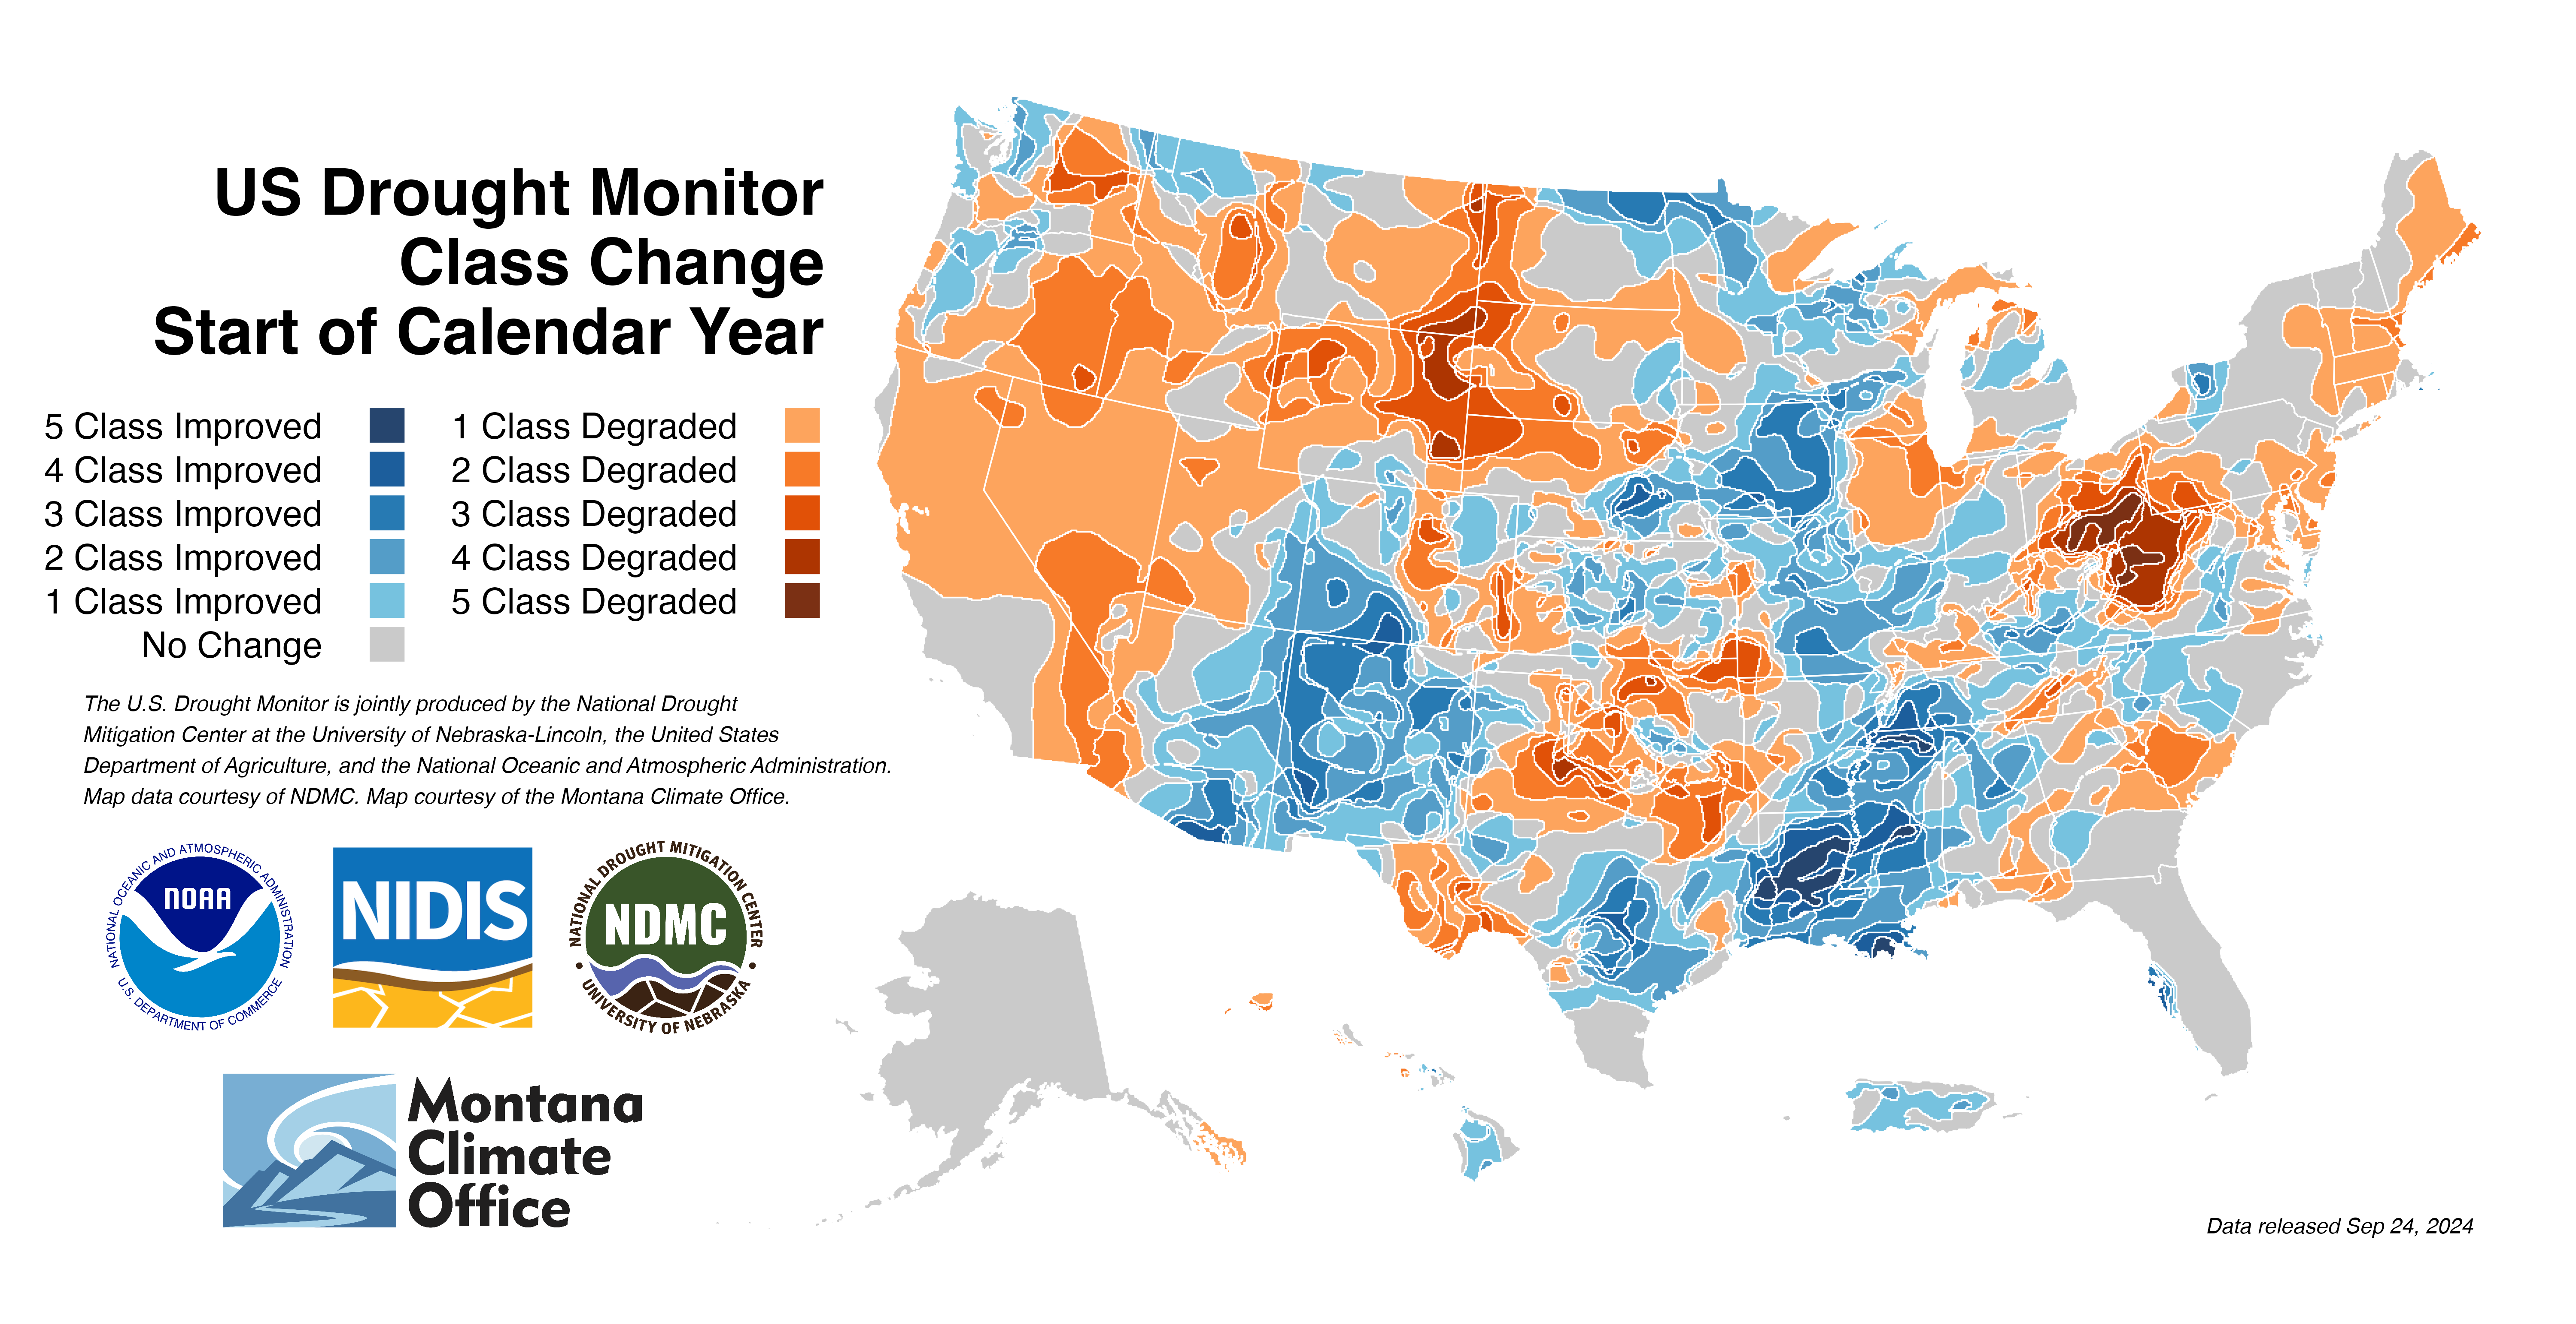 US Drought Monitor
Class Change
Start of Calendar Year
5 Class Improved
4 Class Improved
3 Class Improved
2 Class Improved
1 Class Improved
No Change
1 Class Degraded
2 Class Degraded
3 Class Degraded
4 Class Degraded
5 Class Degraded
The U.S. Drought Monitor is jointly produced by the National Drought
Mitigation Center at the University of Nebraska-Lincoln, the United States
Department of Agriculture, and the National Oceanic and Atmospheric Administration.
Map data courtesy of NDMC. Map courtesy of the Montana Climate Office.
NATIONAL OCEANIC AND ATMOSPHERIC ADMINISTRATION
NOAA
U.S. DEPARTMENT OF COMMERCE
NIDIS
NATIONAL DROUGHT MITIGATION CENTER
NDMC
UNIVERSITY OF NEBRASKA
Montana
Climate
Office
Data released Sep 24, 2024